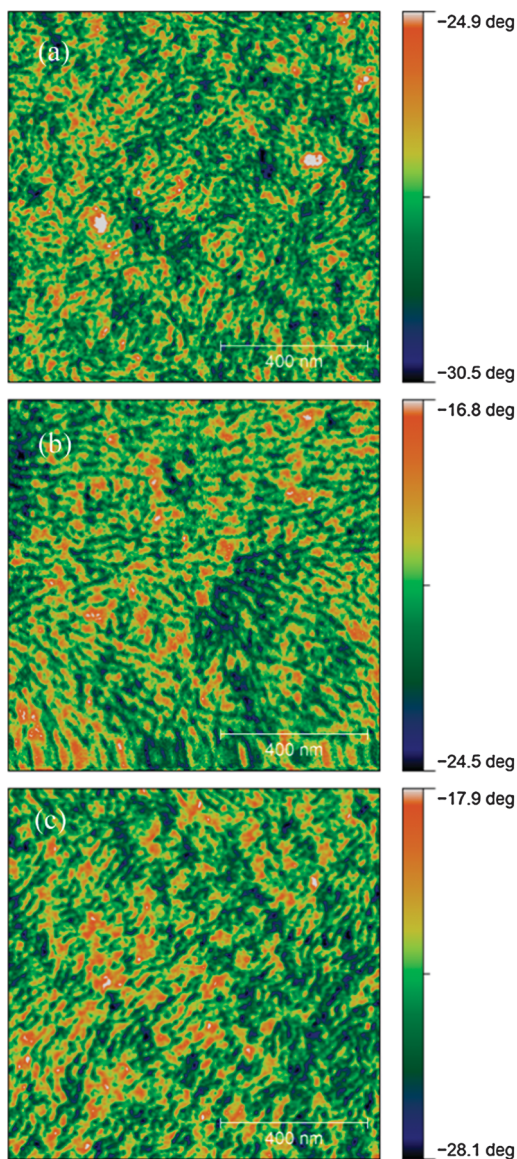 (a)
−24.9 deg
400 nm
−30.5 deg
(b)
−16.8 deg
400 nm
−24.5 deg
(c)
−17.9 deg
400 nm
−28.1 deg